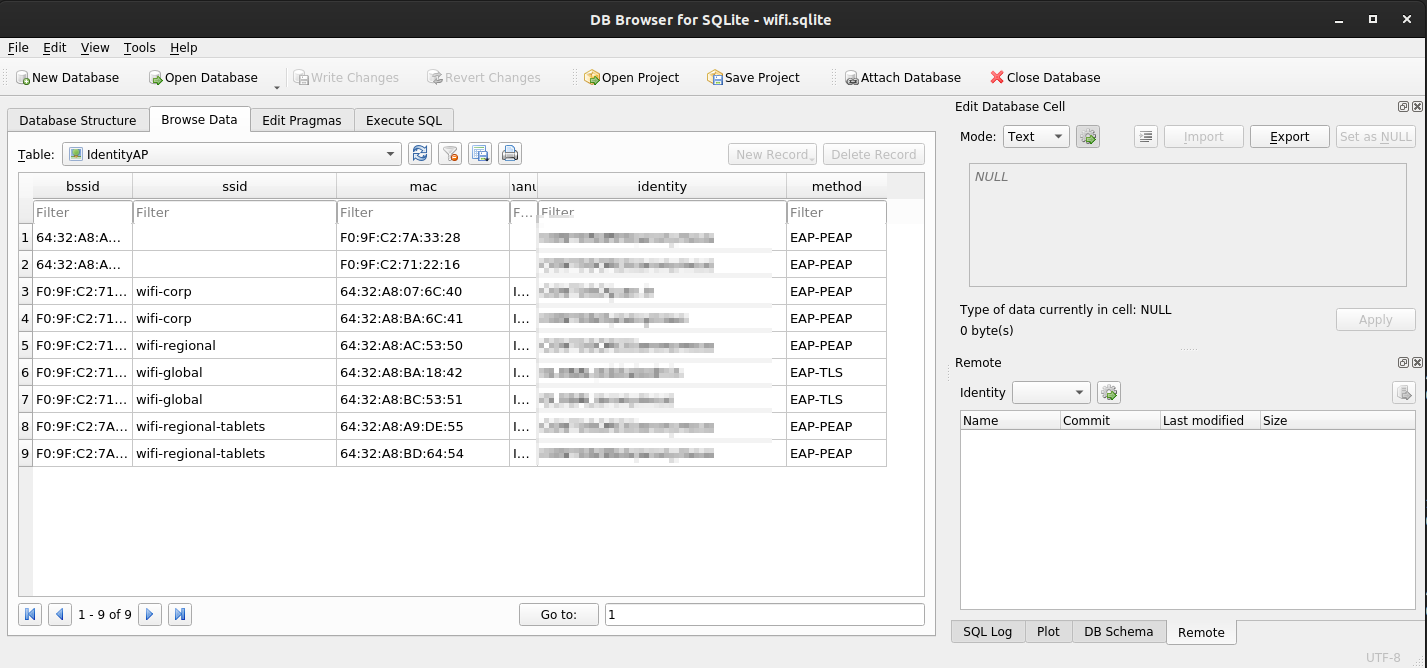 DB Browser for SQLite - wifi.sqlite
File Edit View Tools Help
New Database Open Database Write Changes Revert Changes Open Project Save Project Attach Database Close Database
Database Structure Browse Data Edit Pragmas Execute SQL
Table: IdentityAP New Record Delete Record
bssid ssid mac manu identity method
Filter Filter Filter F... Filter Filter
1 64:32:A8:A... F0:9F:C2:7A:33:28 EAP-PEAP
2 64:32:A8:A... F0:9F:C2:71:22:16 EAP-PEAP
3 F0:9F:C2:71... wifi-corp 64:32:A8:07:6C:40 I... EAP-PEAP
4 F0:9F:C2:71... wifi-corp 64:32:A8:BA:6C:41 I... EAP-PEAP
5 F0:9F:C2:71... wifi-regional 64:32:A8:AC:53:50 I... EAP-PEAP
6 F0:9F:C2:71... wifi-global 64:32:A8:BA:18:42 I... EAP-TLS
7 F0:9F:C2:71... wifi-global 64:32:A8:BC:53:51 I... EAP-TLS
8 F0:9F:C2:7A... wifi-regional-tablets 64:32:A8:A9:DE:55 I... EAP-PEAP
9 F0:9F:C2:7A... wifi-regional-tablets 64:32:A8:BD:64:54 I... EAP-PEAP
1 - 9 of 9 Go to: 1
Edit Database Cell
Mode: Text Import Export Set as NULL
NULL
Type of data currently in cell: NULL
0 byte(s)
Apply
Remote
Identity
Name Commit Last modified Size
SQL Log Plot DB Schema Remote
UTF-8